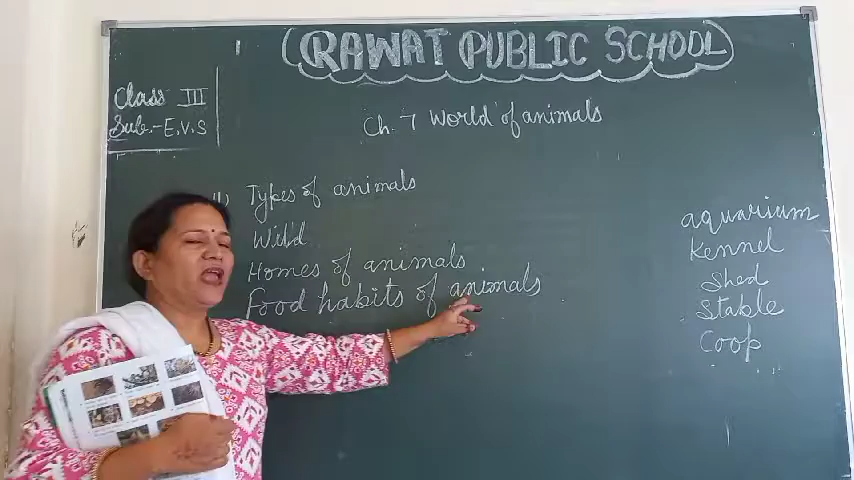 RAWAT PUBLIC SCHOOL
Class III
Sub.-E.V.S
Ch. 7 World of animals
Types of animals
Wild
Homes of animals
Food habits of animals
aquarium
Kennel
Shed
Stable
Coop